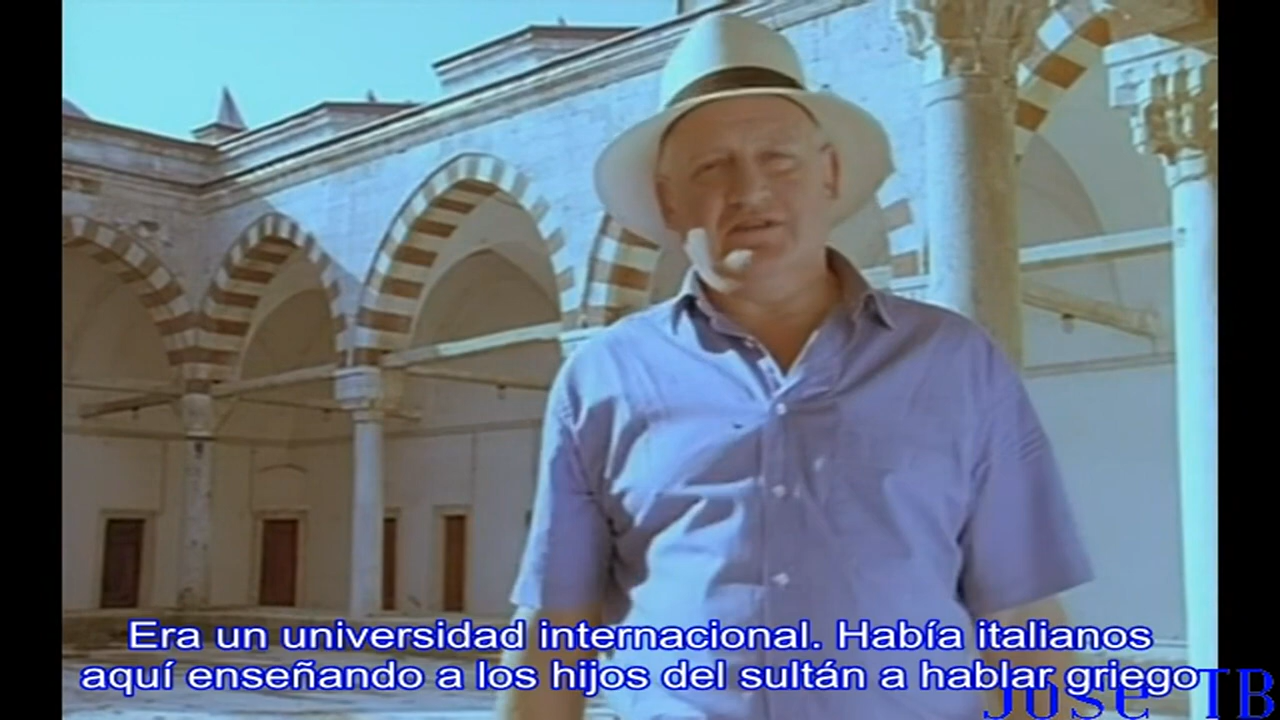 Era un universidad internacional. Había italianos
aquí enseñando a los hijos del sultán a hablar griego
Jose TB